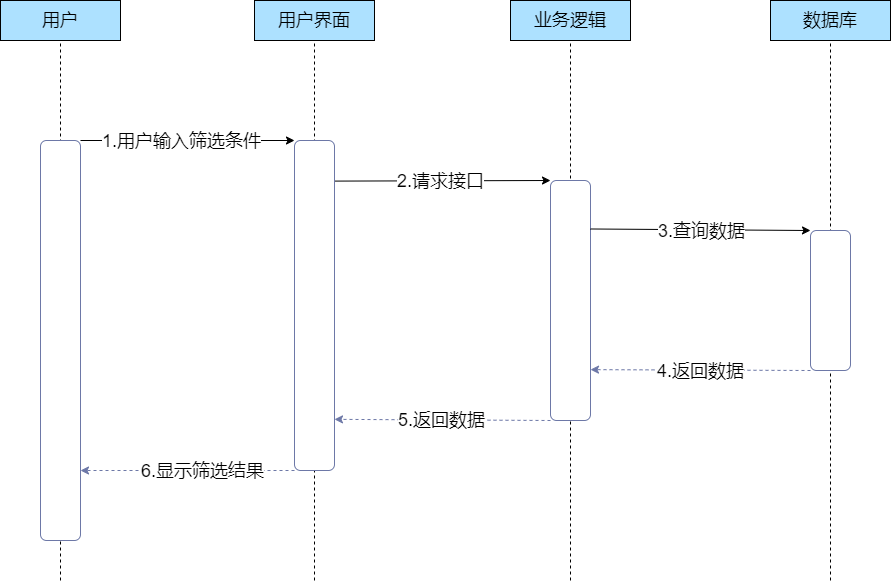 用户
用户界面
业务逻辑
数据库
1.用户输入筛选条件
2.请求接口
3.查询数据
4.返回数据
5.返回数据
6.显示筛选结果